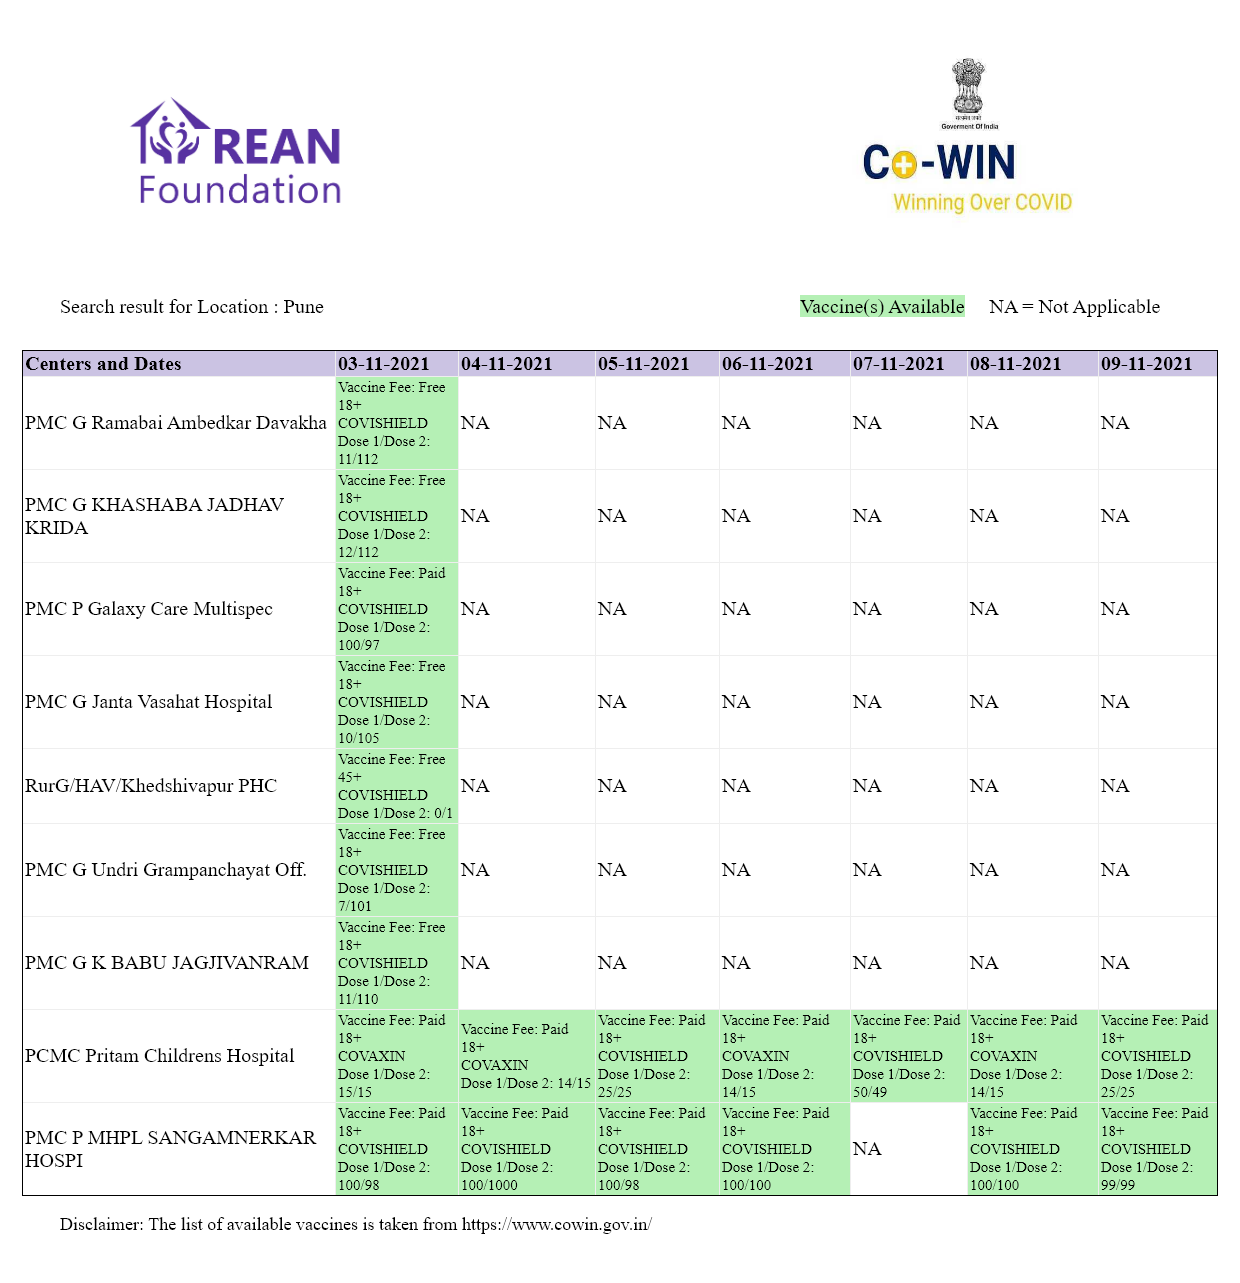 REAN
Foundation
सत्यमेव जयते
Goverment Of India
Co-WIN
Winning Over COVID
Search result for Location : Pune
Vaccine(s) Available NA = Not Applicable
Centers and Dates 03-11-2021 04-11-2021 05-11-2021 06-11-2021 07-11-2021 08-11-2021 09-11-2021
PMC G Ramabai Ambedkar Davakha
Vaccine Fee: Free
18+
COVISHIELD
Dose 1/Dose 2:
11/112
NA NA NA NA NA NA
PMC G KHASHABA JADHAV
KRIDA
Vaccine Fee: Free
18+
COVISHIELD
Dose 1/Dose 2:
12/112
NA NA NA NA NA NA
PMC P Galaxy Care Multispec
Vaccine Fee: Paid
18+
COVISHIELD
Dose 1/Dose 2:
100/97
NA NA NA NA NA NA
PMC G Janta Vasahat Hospital
Vaccine Fee: Free
18+
COVISHIELD
Dose 1/Dose 2:
10/105
NA NA NA NA NA NA
RurG/HAV/Khedshivapur PHC
Vaccine Fee: Free
45+
COVISHIELD
Dose 1/Dose 2: 0/1
NA NA NA NA NA NA
PMC G Undri Grampanchayat Off.
Vaccine Fee: Free
18+
COVISHIELD
Dose 1/Dose 2:
7/101
NA NA NA NA NA NA
PMC G K BABU JAGJIVANRAM
Vaccine Fee: Free
18+
COVISHIELD
Dose 1/Dose 2:
11/110
NA NA NA NA NA NA
PCMC Pritam Childrens Hospital
Vaccine Fee: Paid
18+
COVAXIN
Dose 1/Dose 2:
15/15
Vaccine Fee: Paid
18+
COVAXIN
Dose 1/Dose 2: 14/15
Vaccine Fee: Paid
18+
COVISHIELD
Dose 1/Dose 2:
25/25
Vaccine Fee: Paid
18+
COVAXIN
Dose 1/Dose 2:
14/15
Vaccine Fee: Paid
18+
COVISHIELD
Dose 1/Dose 2:
50/49
Vaccine Fee: Paid
18+
COVAXIN
Dose 1/Dose 2:
14/15
Vaccine Fee: Paid
18+
COVISHIELD
Dose 1/Dose 2:
25/25
PMC P MHPL SANGAMNERKAR
HOSPI
Vaccine Fee: Paid
18+
COVISHIELD
Dose 1/Dose 2:
100/98
Vaccine Fee: Paid
18+
COVISHIELD
Dose 1/Dose 2:
100/1000
Vaccine Fee: Paid
18+
COVISHIELD
Dose 1/Dose 2:
100/98
Vaccine Fee: Paid
18+
COVISHIELD
Dose 1/Dose 2:
100/100
NA
Vaccine Fee: Paid
18+
COVISHIELD
Dose 1/Dose 2:
100/100
Vaccine Fee: Paid
18+
COVISHIELD
Dose 1/Dose 2:
99/99
Disclaimer: The list of available vaccines is taken from https://www.cowin.gov.in/